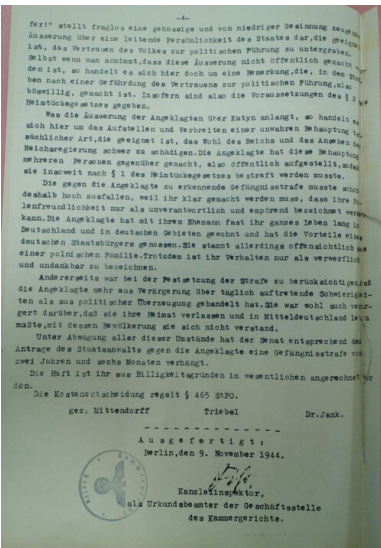 - 4 -
fer!" stellt fraglos eine gehässige und von niedriger Gesinnung zeugende
Äusserung über eine leitende Persönlichkeit des Staates dar, die geeignet
ist, das Vertrauen des Volkes zur politischen Führung zu untergraben.
Selbst wenn man annimmt, dass diese Äusserung nicht öffentlich gemacht
den ist, so handelt es sich hier doch um eine Bemerkung, die, in dem
ben nach einer Gefährdung des Vertrauens zur politischen Führung, also
böswillig, gemacht ist. Insofern sind also die Voraussetzungen des § 2
Heimtückegesetzes gegeben.
Was die Äusserung der Angeklagten über Katyn anlangt, so handelt es
sich hier um das Aufstellen und Verbreiten einer unwahren Behauptung
sächlicher Art, die geeignet ist, das Wohl des Reichs und das Ansehen der
Reichsregierung schwer zu schädigen. Die Angeklagte hat diese Behauptung
mehreren Personen gegenüber gemacht, also öffentlich aufgestellt, sodaß
sie insoweit nach § 1 des Heimtückegesetzes bestraft werden musste.
Die gegen die Angeklagte zu erkennende Gefängnisstrafe musste schon
deshalb hoch ausfallen, weil ihr klar gemacht werden muss, dass ihre
lenfreundlichkeit nur als unverantwortlich und empörend bezeichnet werden
kann. Die Angeklagte hat mit ihrem Ehemann fast ihr ganzes Leben lang in
Deutschland und in deutschen Gebieten gewohnt und hat die Vorteile eines
deutschen Staatsbürgers genossen. Sie stammt allerdings offensichtlich aus
einer polnischen Familie. Trotzdem ist ihr Verhalten nur als verwerflich
und undankbar zu bezeichnen.
Andererseits war bei der Festsetzung der Strafe zu berücksichtigen, daß
die Angeklagte mehr aus Verärgerung über täglich auftretende Schwierigkei-
ten als aus politischer Überzeugung gehandelt hat. Sie war wohl auch verär-
gert darüber, daß sie ihre Heimat verlassen und in Mitteldeutschland leben
mußte, mit dessen Bevölkerung sie sich nicht verstand.
Unter Abwägung aller dieser Umstände hat der Senat entsprechend dem
Antrage des Staatsanwalts gegen die Angeklagte eine Gefängnisstrafe von
zwei Jahren und sechs Monaten verhängt.
Die Haft ist ihr aus Billigkeitsgründen im wesentlichen angerechnet wor
den.
Die Kostenentscheidung regelt § 465 StPO.
gez. Mittendorff Triebel Dr. Jank.
- - - - - - - - - - - - - -
Ausgefertigt:
Berlin, den 9. November 1944.
Kanzleiinspektor,
als Urkundsbeamter der Geschäftsstelle
des Kammergerichts.